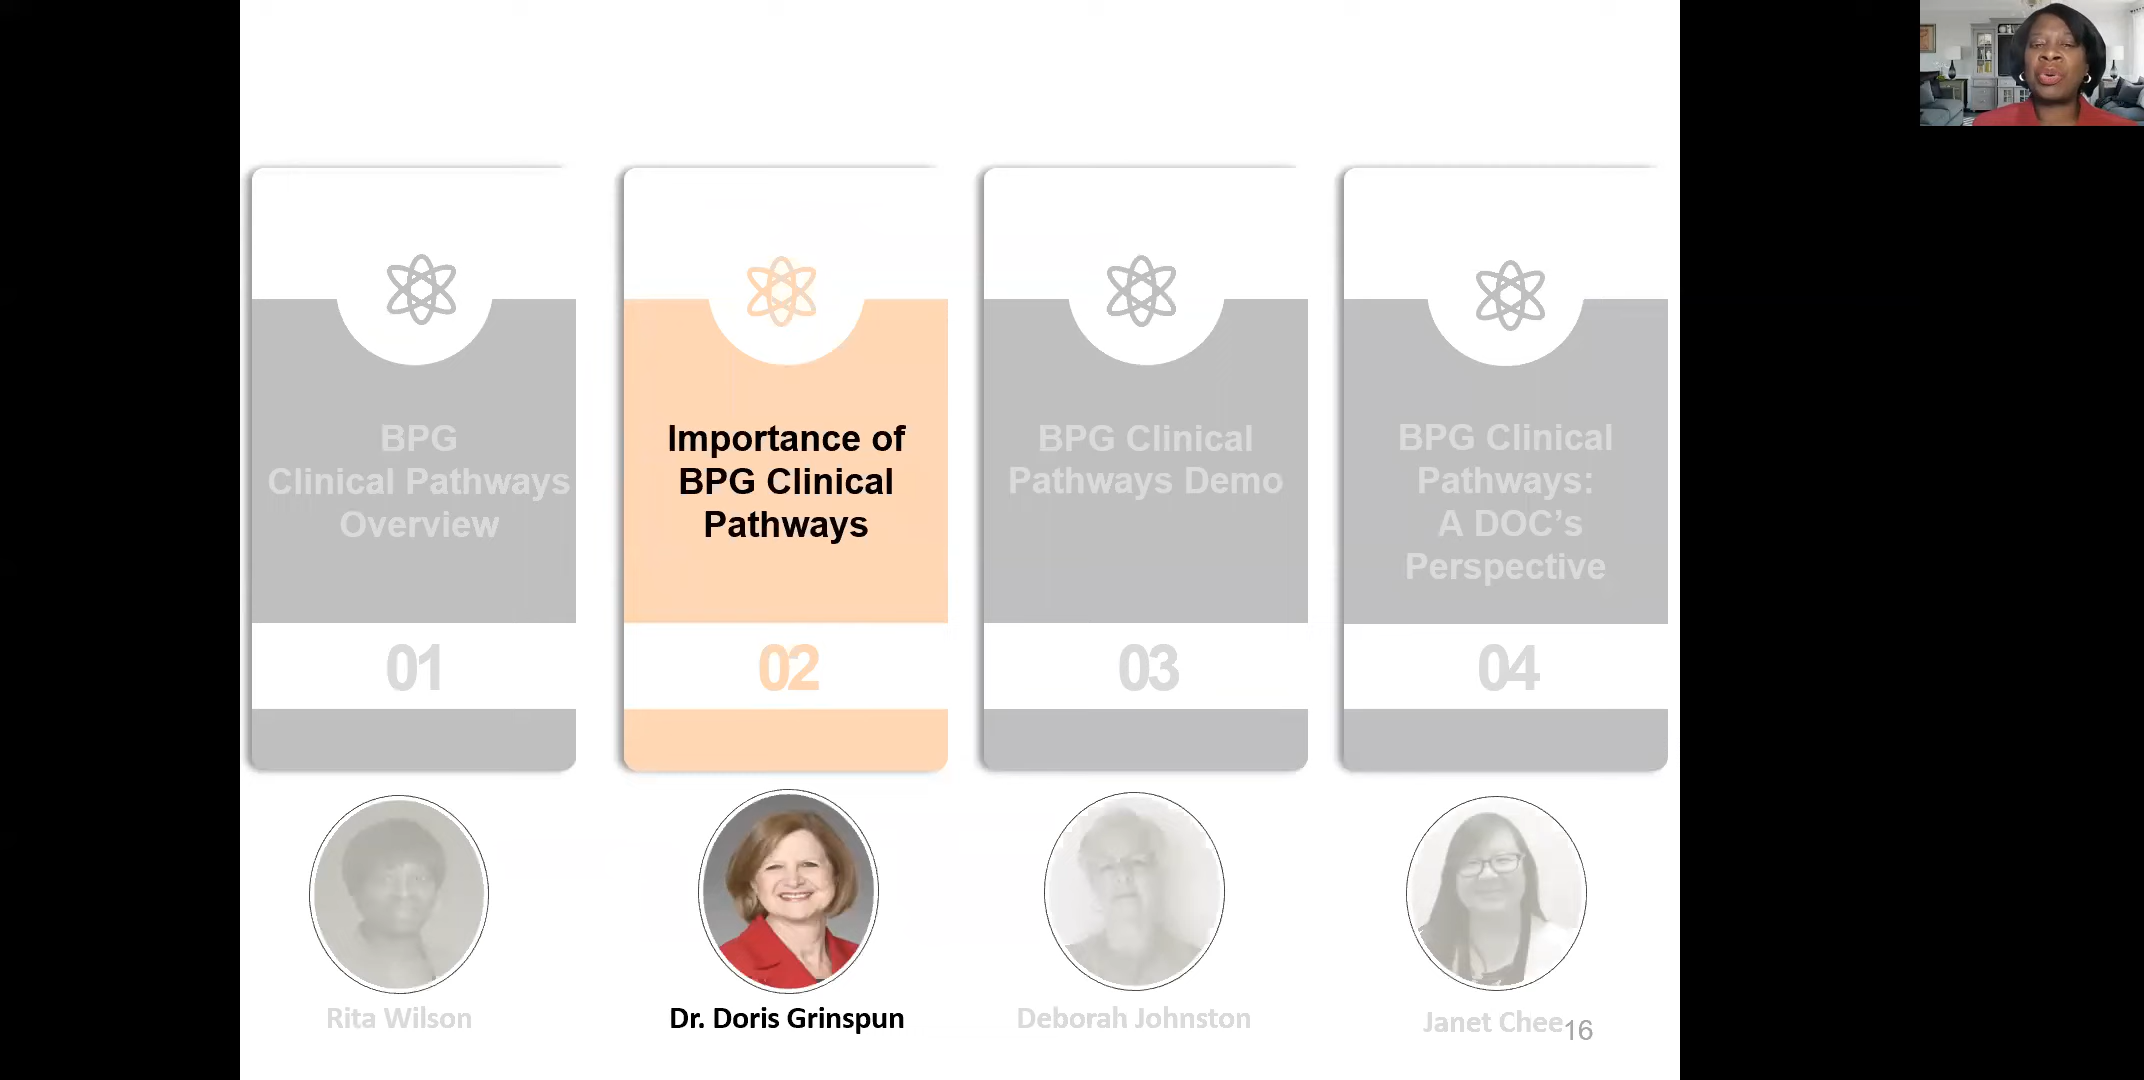 BPG
Clinical Pathways
Overview
01
Rita Wilson
Importance of
BPG Clinical
Pathways
02
Dr. Doris Grinspun
BPG Clinical
Pathways Demo
03
Deborah Johnston
BPG Clinical
Pathways:
A DOC’s
Perspective
04
Janet Chee
16